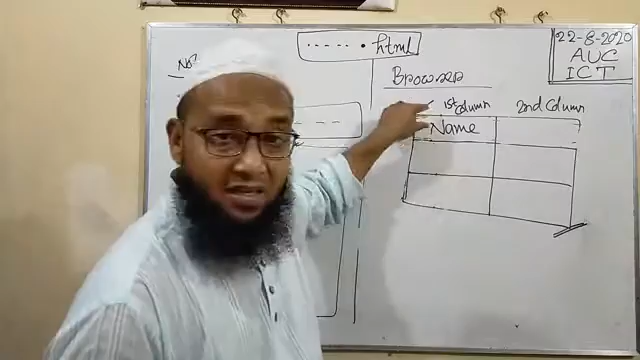 ...... . html
22-8-2020
AUC
ICT
No
Browser
1st column
2nd Column
Name